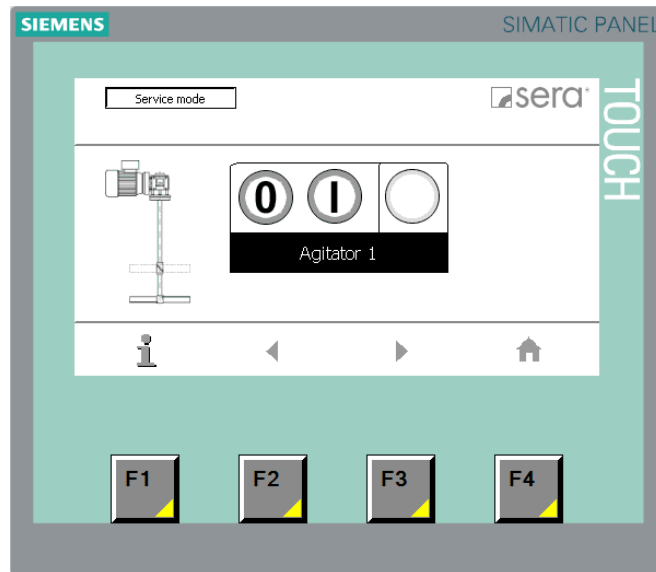 SIEMENS
SIMATIC PANEL
TOUCH
Service mode
sera
0 I
Agitator 1
i
F1 F2 F3 F4